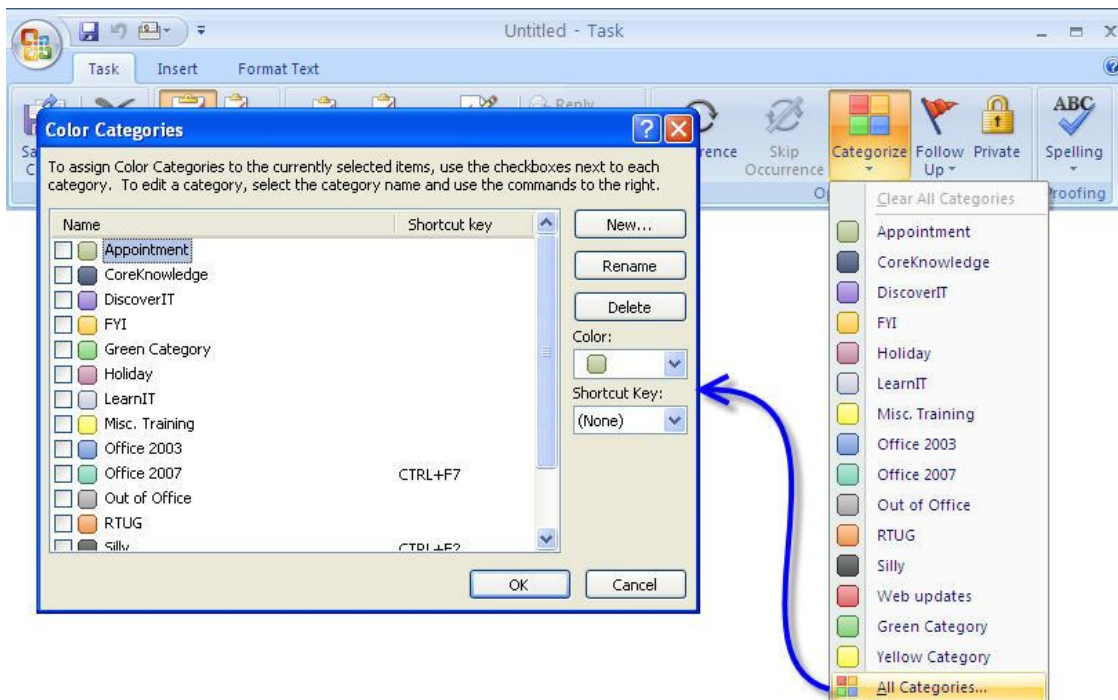 Untitled - Task
Task Insert Format Text
Reply
Skip Occurrence
Categorize
Follow Up
Private
ABC
Spelling
Proofing
Color Categories
To assign Color Categories to the currently selected items, use the checkboxes next to each
category. To edit a category, select the category name and use the commands to the right.
Name Shortcut key
Appointment
CoreKnowledge
DiscoverIT
FYI
Green Category
Holiday
LearnIT
Misc. Training
Office 2003
Office 2007 CTRL+F7
Out of Office
RTUG
Silly CTRL+F2
New...
Rename
Delete
Color:
Shortcut Key:
(None)
OK Cancel
Clear All Categories
Appointment
CoreKnowledge
DiscoverIT
FYI
Holiday
LearnIT
Misc. Training
Office 2003
Office 2007
Out of Office
RTUG
Silly
Web updates
Green Category
Yellow Category
All Categories...